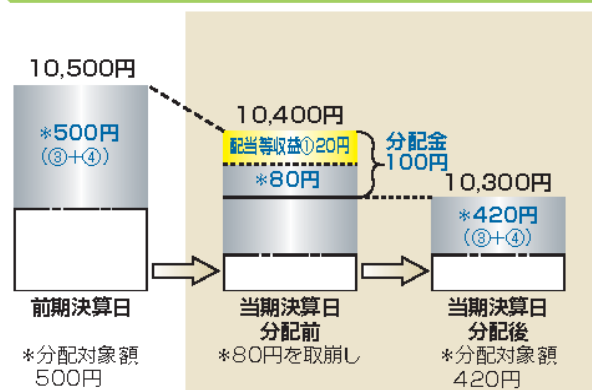 10,500円
*500円
(③+④)
前期決算日
*分配対象額
500円
10,400円
配当等収益①20円
*80円
分配金
100円
当期決算日
分配前
*80円を取崩し
10,300円
*420円
(③+④)
当期決算日
分配後
*分配対象額
420円